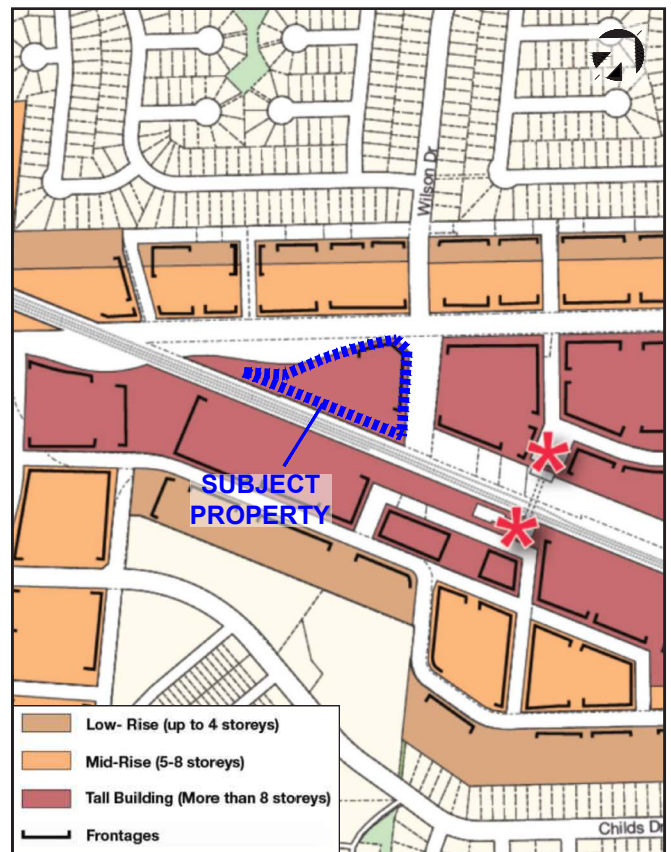 Wilson Dr
SUBJECT
PROPERTY
Low- Rise (up to 4 storeys)
Mid-Rise (5-8 storeys)
Tall Building (More than 8 storeys)
Frontages
Childs Dr